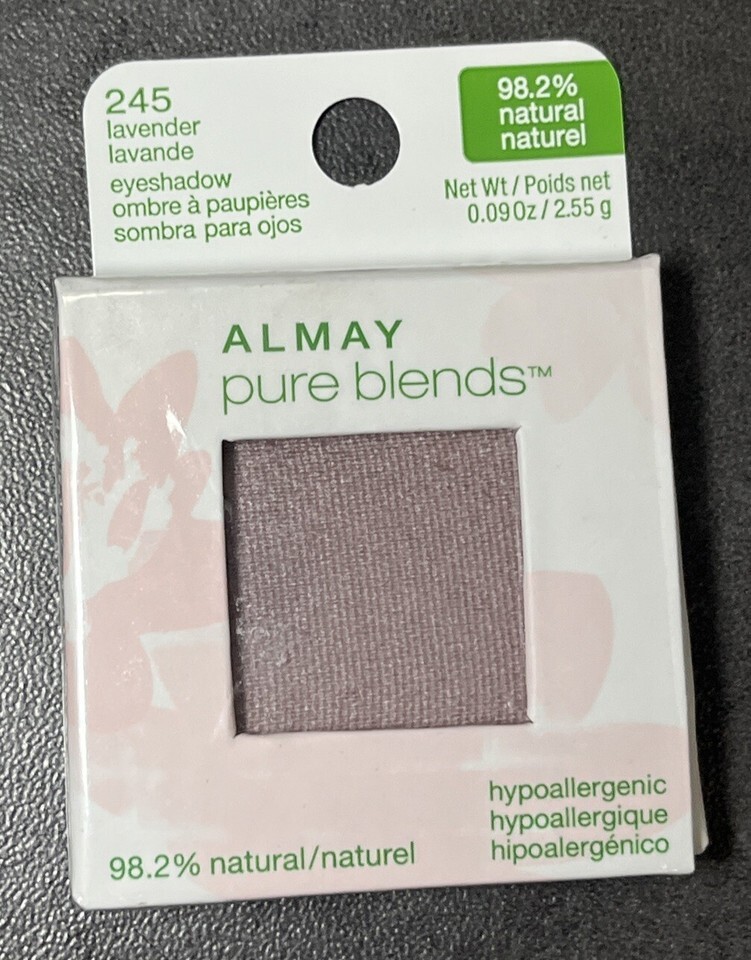 245
lavender
lavande
eyeshadow
ombre à paupières
sombra para ojos
98.2%
natural
naturel
Net Wt / Poids net
0.09 Oz / 2.55 g
ALMAY
pure blends™
hypoallergenic
hypoallergique
hipoalergénico
98.2% natural/naturel